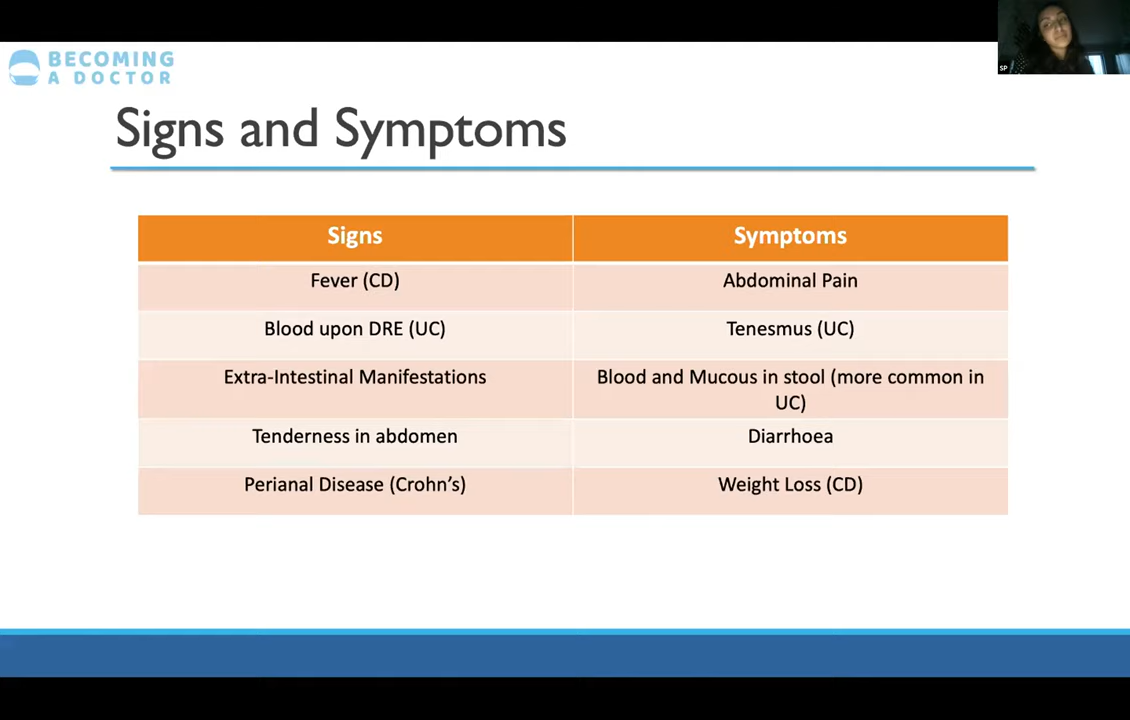 BECOMING
A DOCTOR
SP
Signs and Symptoms
Signs
Symptoms
Fever (CD)
Abdominal Pain
Blood upon DRE (UC)
Tenesmus (UC)
Extra-Intestinal Manifestations
Blood and Mucous in stool (more common in
UC)
Tenderness in abdomen
Diarrhoea
Perianal Disease (Crohn’s)
Weight Loss (CD)